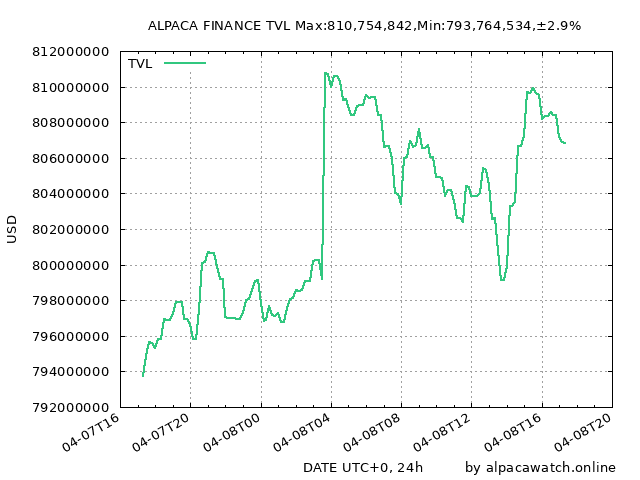 ALPACA FINANCE TVL Max:810,754,842,Min:793,764,534,±2.9%
TVL
812000000
810000000
808000000
806000000
804000000
802000000
800000000
798000000
796000000
794000000
792000000
USD
04-07T16
04-07T20
04-08T00
04-08T04
04-08T08
04-08T12
04-08T16
04-08T20
DATE UTC+0, 24h
by alpacawatch.online